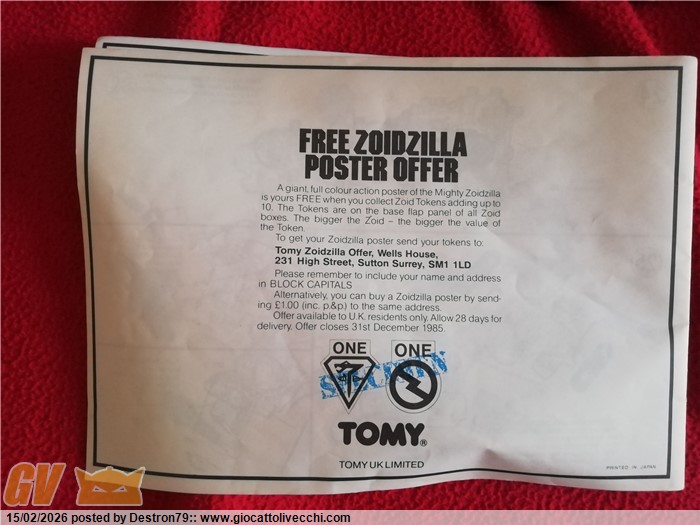 FREE ZOIDZILLA
POSTER OFFER
A giant, full colour action poster of the Mighty Zoidzilla
is yours FREE when you collect Zoid Tokens adding up to
10. The Tokens are on the base flap panel of all Zoid
boxes. The bigger the Zoid – the bigger the value of
the Token.
To get your Zoidzilla poster send your tokens to:
Tomy Zoidzilla Offer, Wells House,
231 High Street, Sutton Surrey, SM1 1LD
Please remember to include your name and address
in BLOCK CAPITALS
Alternatively, you can buy a Zoidzilla poster by send-
ing £1.00 (inc. p&p) to the same address.
Offer available to U.K. residents only. Allow 28 days for
delivery. Offer closes 31st December 1985.
ONE ONE
SPECIMEN
TOMY®
TOMY UK LIMITED
PRINTED IN JAPAN
GV
15/02/2026 posted by Destron79:: www.giocattolivecchi.com